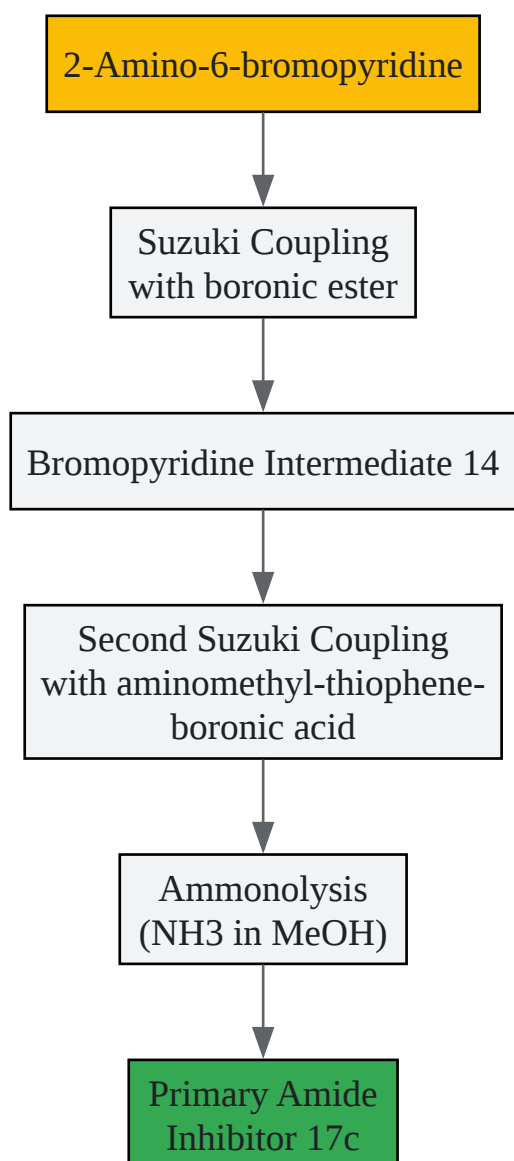 2-Amino-6-bromopyridine
Suzuki Coupling
with boronic ester
Bromopyridine Intermediate 14
Second Suzuki Coupling
with aminomethyl-thiophene-
boronic acid
Ammonolysis
(NH3 in MeOH)
Primary Amide
Inhibitor 17c